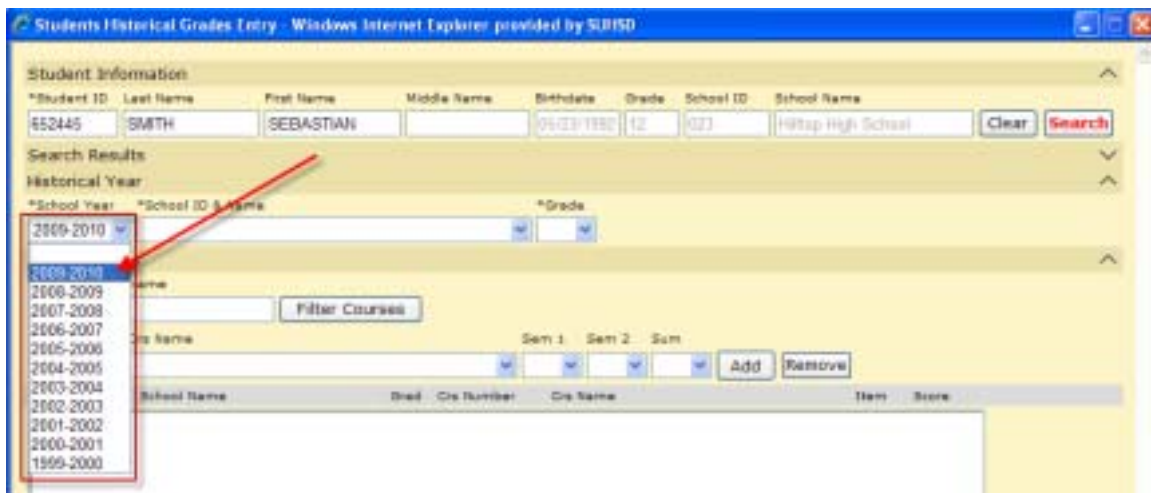 Students Historical Grades Entry - Windows Internet Explorer provided by SUHSD
Student Information
*Student ID Last Name First Name Middle Name Birthdate Grade School ID School Name
652445 SMITH SEBASTIAN 12 023 Hilltop High School Clear Search
Search Results
Historical Year
*School Year *School ID & Name *Grade
2009-2010
2009-2010
2008-2009
2007-2008
2006-2007
2005-2006
2004-2005
2003-2004
2002-2003
2001-2002
2000-2001
1999-2000
Filter Courses
Crs Name Sem 1 Sem 2 Sum
Add Remove
School Name Grad Crs Number Crs Name Item Score